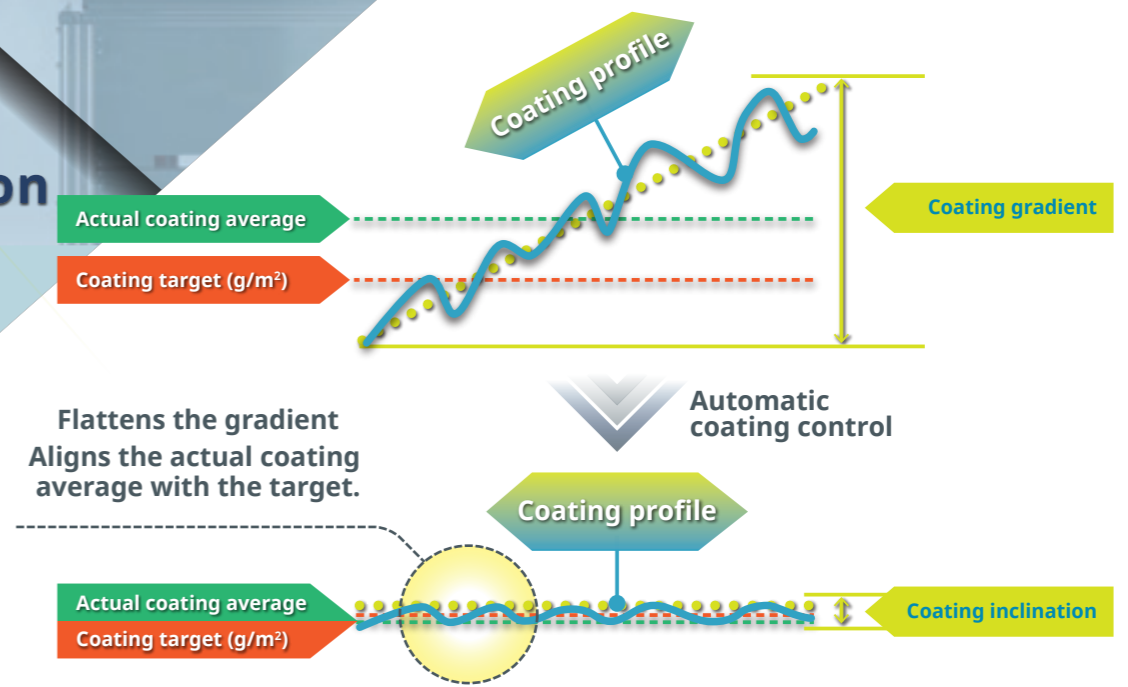 Coating profile
on
Actual coating average
Coating gradient
Coating target (g/m²)
Automatic
coating control
Flattens the gradient
Aligns the actual coating
average with the target.
Coating profile
Actual coating average
Coating inclination
Coating target (g/m²)